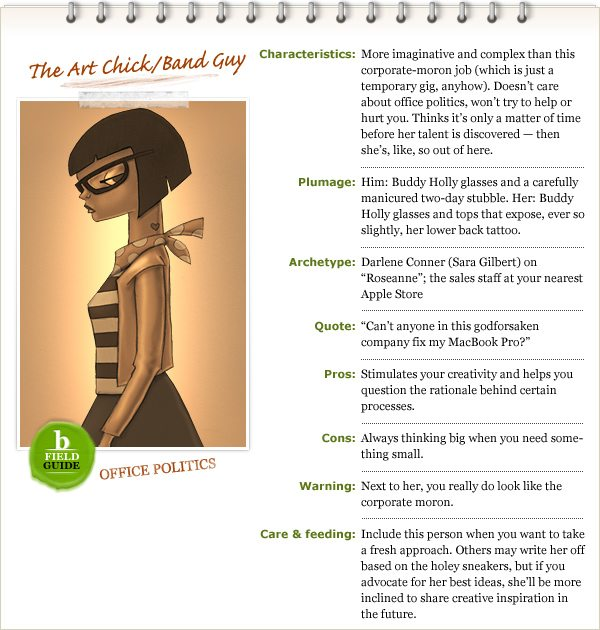 The Art Chick/Band Guy
Characteristics: More imaginative and complex than this
corporate-moron job (which is just a
temporary gig, anyhow). Doesn't care
about office politics, won't try to help or
hurt you. Thinks it's only a matter of time
before her talent is discovered — then
she's, like, so out of here.
Plumage: Him: Buddy Holly glasses and a carefully
manicured two-day stubble. Her: Buddy
Holly glasses and tops that expose, ever so
slightly, her lower back tattoo.
Archetype: Darlene Conner (Sara Gilbert) on
“Roseanne”; the sales staff at your nearest
Apple Store
Quote: “Can't anyone in this godforsaken
company fix my MacBook Pro?”
Pros: Stimulates your creativity and helps you
question the rationale behind certain
processes.
Cons: Always thinking big when you need some-
thing small.
Warning: Next to her, you really do look like the
corporate moron.
Care & feeding: Include this person when you want to take
a fresh approach. Others may write her off
based on the holey sneakers, but if you
advocate for her best ideas, she'll be more
inclined to share creative inspiration in
the future.
b
FIELD
GUIDE
OFFICE POLITICS